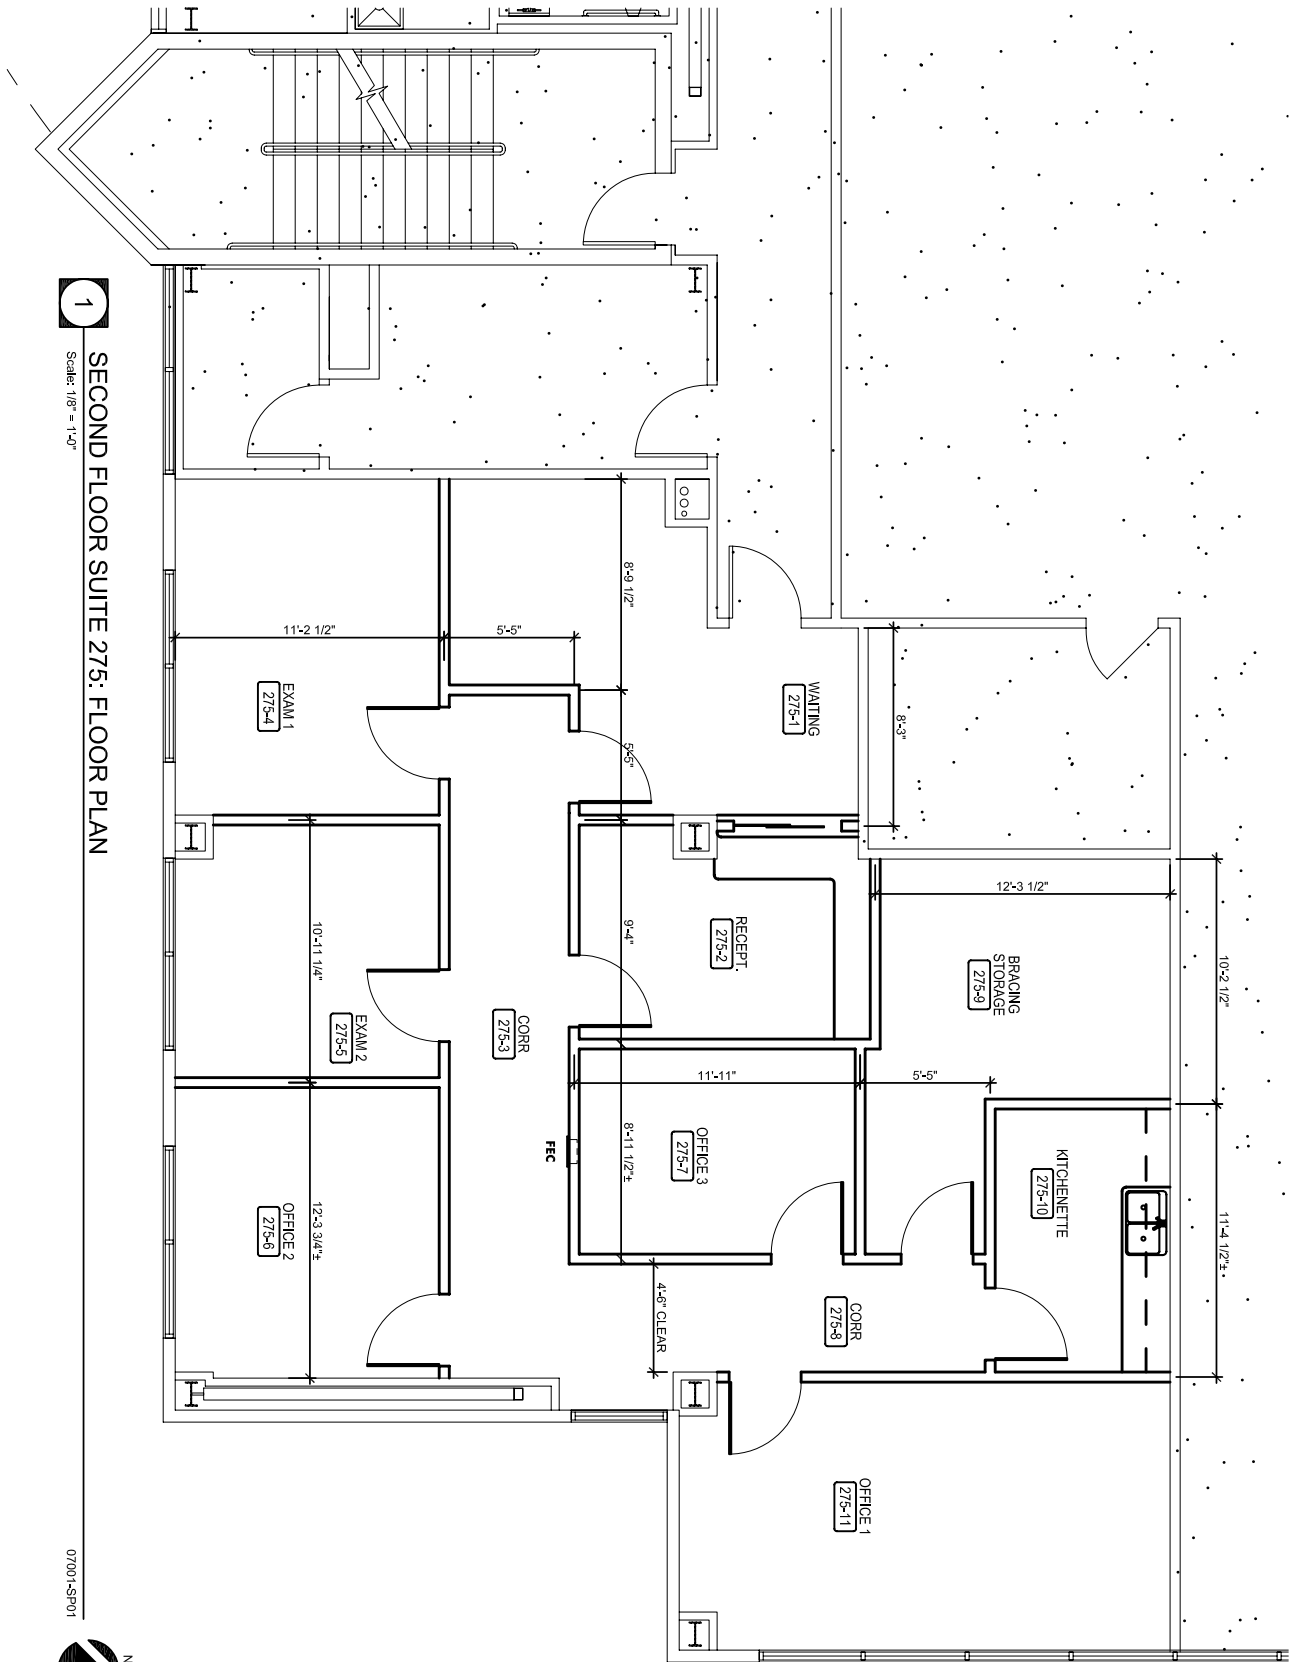 WAITING
275-1
8'-3"
8'-9 1/2"
5'-5"
11'-2 1/2"
EXAM 1
275-4
5'-5"
12'-3 1/2"
10'-2 1/2"
BRACING
STORAGE
275-9
RECEPT.
275-2
9'-4"
10'-11 1/4"
EXAM 2
275-5
CORR
275-3
11'-11"
5'-5"
OFFICE 3
275-7
8'-11 1/2"±
FEC
KITCHENETTE
275-10
11'-4 1/2"±
OFFICE 2
275-6
12'-3 3/4"±
4'-6" CLEAR
CORR
275-8
OFFICE 1
275-11
1
SECOND FLOOR SUITE 275: FLOOR PLAN
Scale: 1/8" = 1'-0"
07001-SP01
N